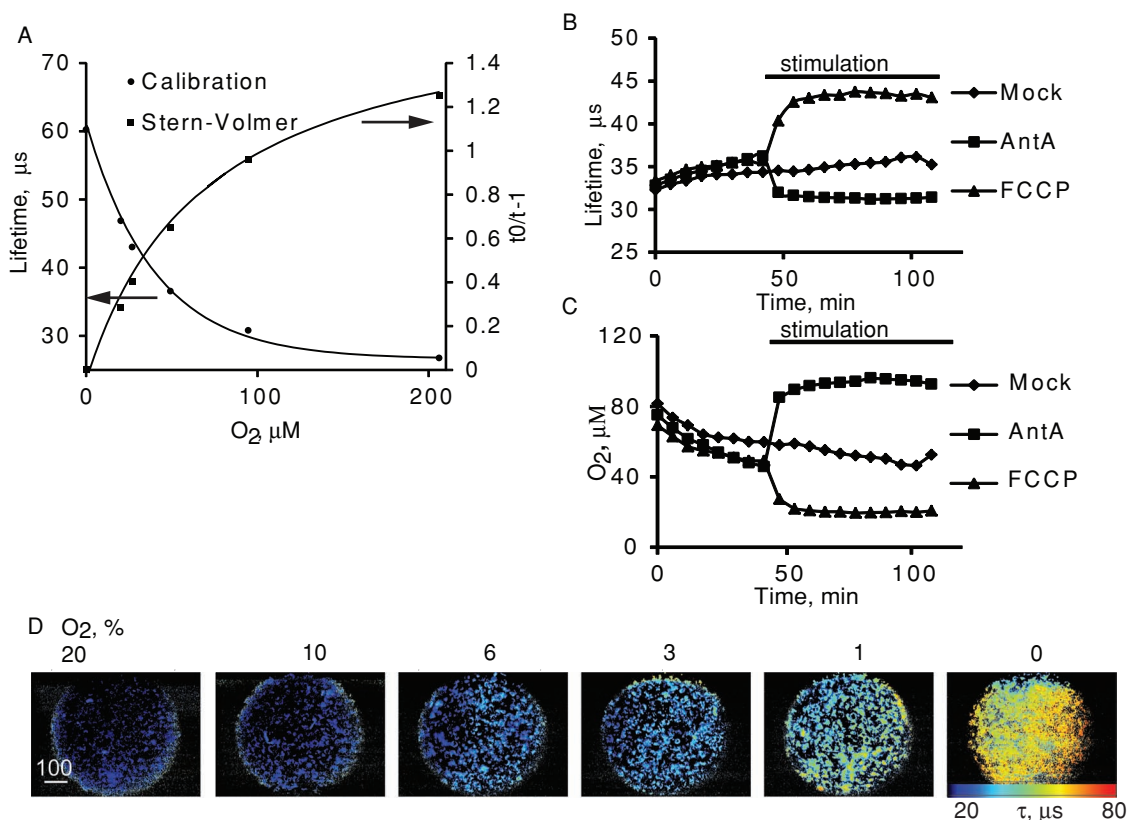 A
70
60
50
40
30
Lifetime, μs
Calibration
Stern-Volmer
1.4
1.2
1
0.8
0.6
0.4
0.2
0
t0/t-1
0 100 200
O2, μM
B
50
45
40
35
30
25
Lifetime, μs
stimulation
Mock
AntA
FCCP
0 50 100
Time, min
C
120
80
40
0
O2, μM
stimulation
Mock
AntA
FCCP
0 50 100
Time, min
D O2, %
20 10 6 3 1 0
100
20 τ, μs 80